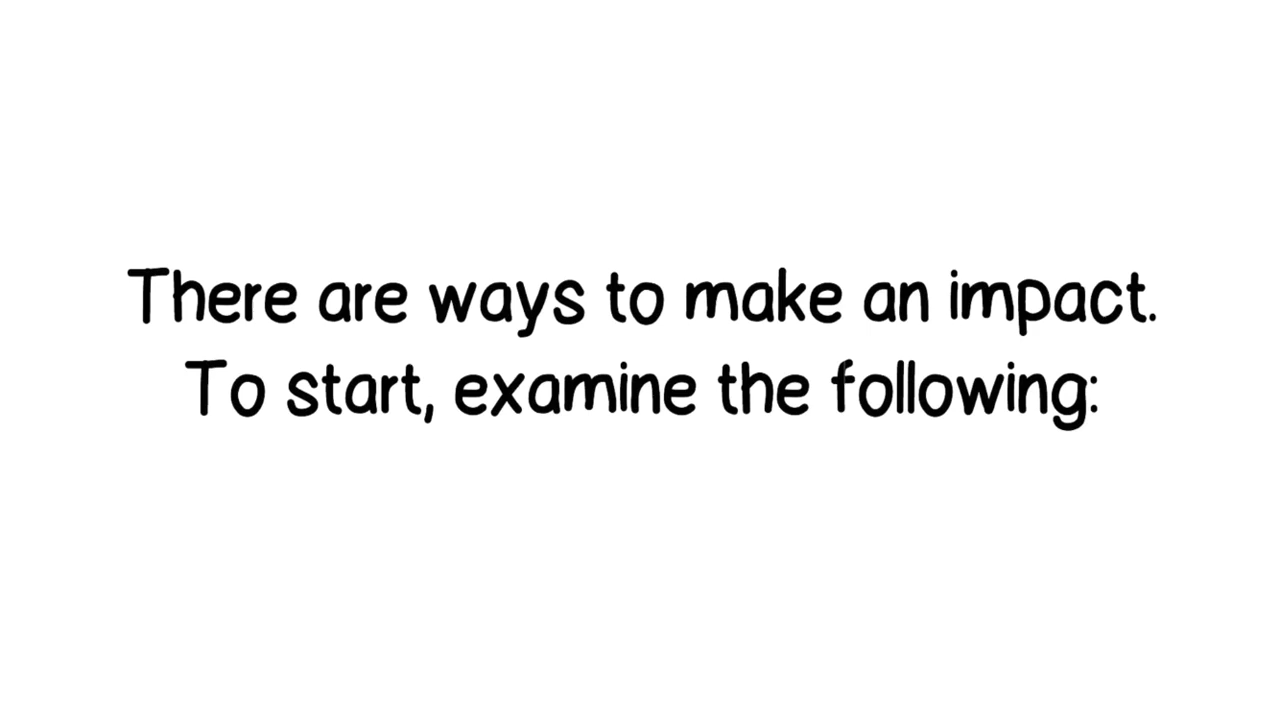 There are ways to make an impact.
To start, examine the following: